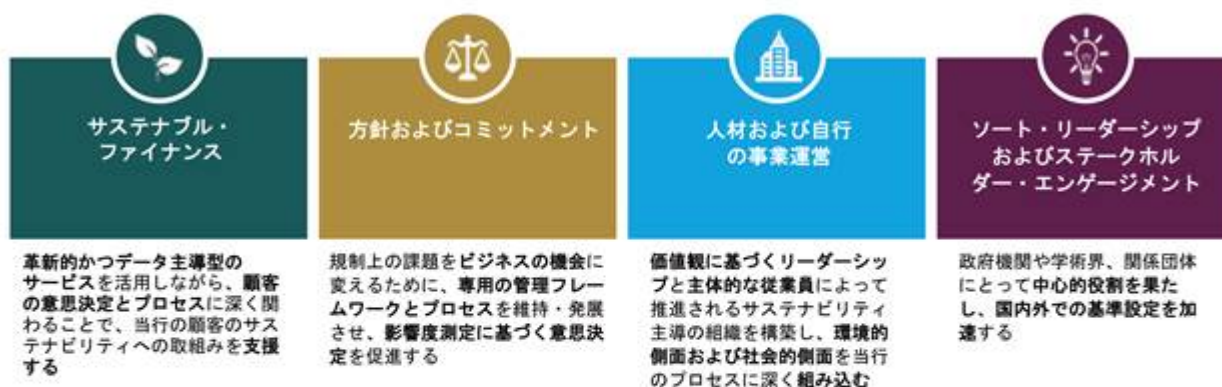 サステナブル・
ファイナンス
革新的かつデータ主導型の
サービスを活用しながら、顧客
の意思決定とプロセスに深く関
わることで、当行の顧客のサス
テナビリティへの取組みを支援
する
方針およびコミットメント
規制上の課題をビジネスの機会に
変えるために、専用の管理フレー
ムワークとプロセスを維持・発展
させ、影響度測定に基づく意思決
定を促進する
人材および自行
の事業運営
価値観に基づくリーダーシッ
プと主体的な従業員によって
推進されるサステナビリティ
主導の組織を構築し、環境的
側面および社会的側面を当行
のプロセスに深く組み込む
ソート・リーダーシップ
およびステークホル
ダー・エンゲージメント
政府機関や学術界、関係団体
にとって中心的役割を果た
し、国内外での基準設定を加
速する